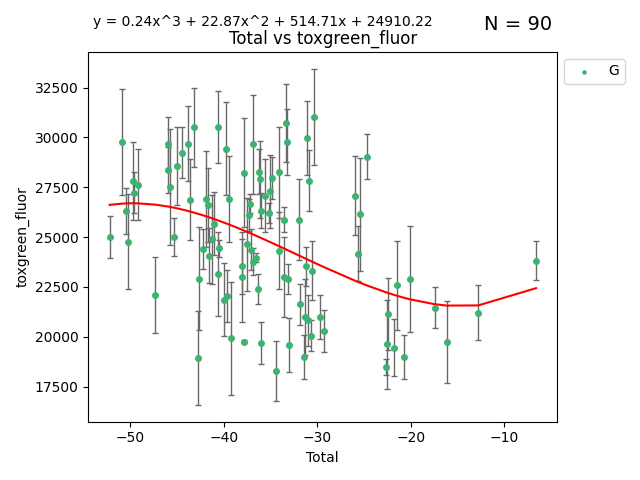 y = 0.24x^3 + 22.87x^2 + 514.71x + 24910.22
N = 90
Total vs toxgreen_fluor
G
toxgreen_fluor
32500
30000
27500
25000
22500
20000
17500
−50
−40
−30
−20
−10
Total